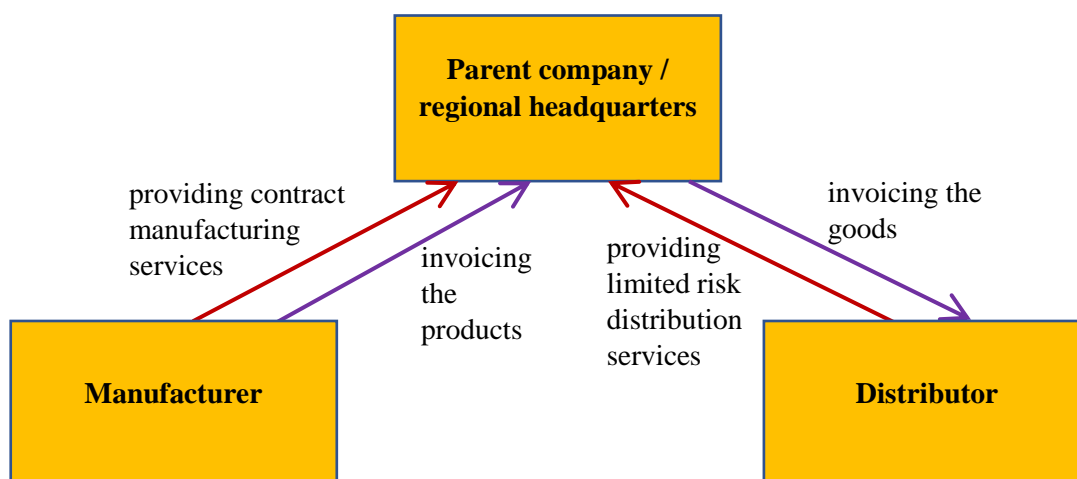 Parent company /
regional headquarters
providing contract
manufacturing
services
invoicing
the
products
providing
limited risk
distribution
services
invoicing the
goods
Manufacturer
Distributor